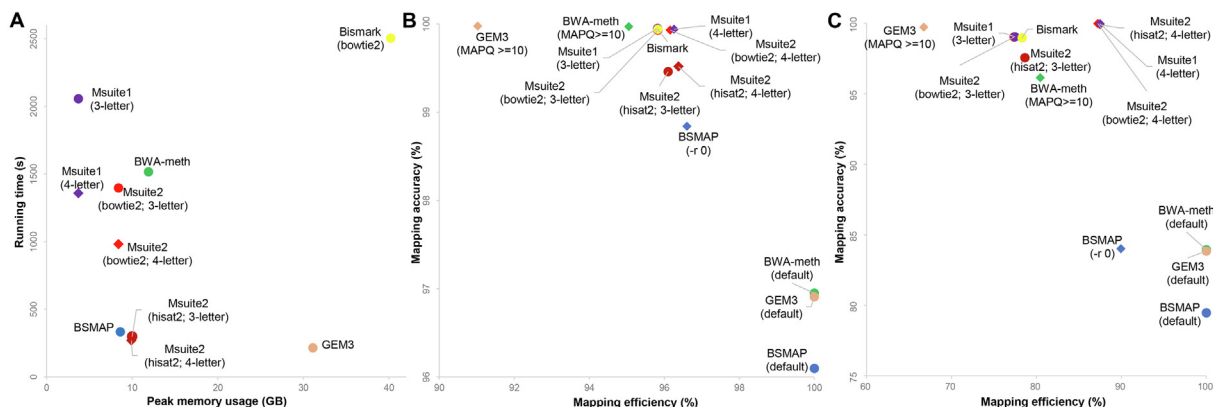 A
Running time (s)
2500
2000
1500
1000
500
0
0
10
20
30
40
Peak memory usage (GB)
Bismark
(bowtie2)
Msuite1
(3-letter)
BWA-meth
Msuite1
(4-letter)
Msuite2
(bowtie2; 3-letter)
Msuite2
(bowtie2; 4-letter)
Msuite2
(hisat2; 3-letter)
BSMAP
Msuite2
(hisat2; 4-letter)
GEM3
B
Mapping accuracy (%)
100
99
98
97
96
90
92
94
96
98
100
Mapping efficiency (%)
GEM3
(MAPQ >=10)
BWA-meth
(MAPQ>=10)
Msuite1
(4-letter)
Msuite1
(3-letter)
Bismark
Msuite2
(bowtie2; 4-letter)
Msuite2
(bowtie2; 3-letter)
Msuite2
(hisat2; 4-letter)
Msuite2
(hisat2; 3-letter)
BSMAP
(-r 0)
BWA-meth
(default)
GEM3
(default)
BSMAP
(default)
C
Mapping accuracy (%)
100
95
90
85
80
75
60
70
80
90
100
Mapping efficiency (%)
GEM3
(MAPQ >=10)
Msuite1
(3-letter)
Bismark
Msuite2
(hisat2; 4-letter)
Msuite2
(hisat2; 3-letter)
Msuite1
(4-letter)
Msuite2
(bowtie2; 3-letter)
BWA-meth
(MAPQ>=10)
Msuite2
(bowtie2; 4-letter)
BWA-meth
(default)
BSMAP
(-r 0)
GEM3
(default)
BSMAP
(default)